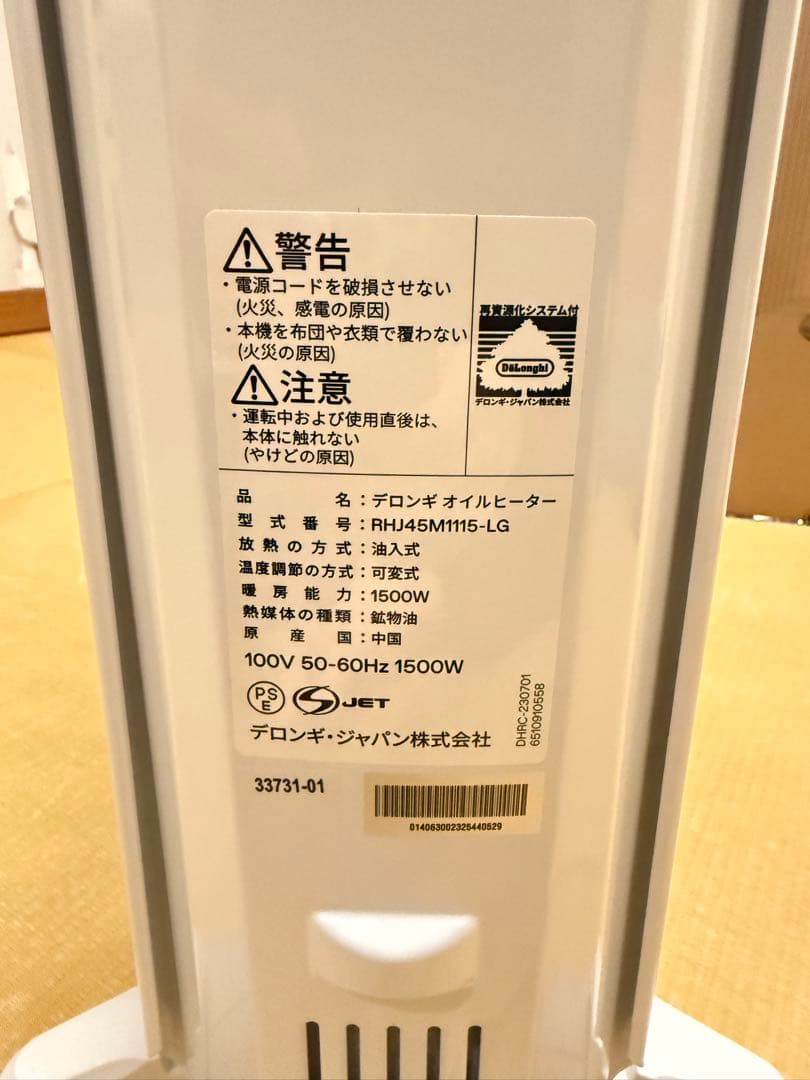 警告
・電源コードを破損させない
(火災、感電の原因)
・本機を布団や衣類で覆わない
(火災の原因)
注意
・運転中および使用直後は、
本体に触れない
(やけどの原因)
再資源化システム付
DeLonghi
デロンギ・ジャパン株式会社
品名：デロンギ オイルヒーター
型式番号：RHJ45M1115-LG
放熱の方式：油入式
温度調節の方式：可変式
暖房能力：1500W
熱媒体の種類：鉱物油
原産国：中国
100V 50-60Hz 1500W
PSE JET
デロンギ・ジャパン株式会社
DHRC-230701
6510910558
33731-01
014063002325440529